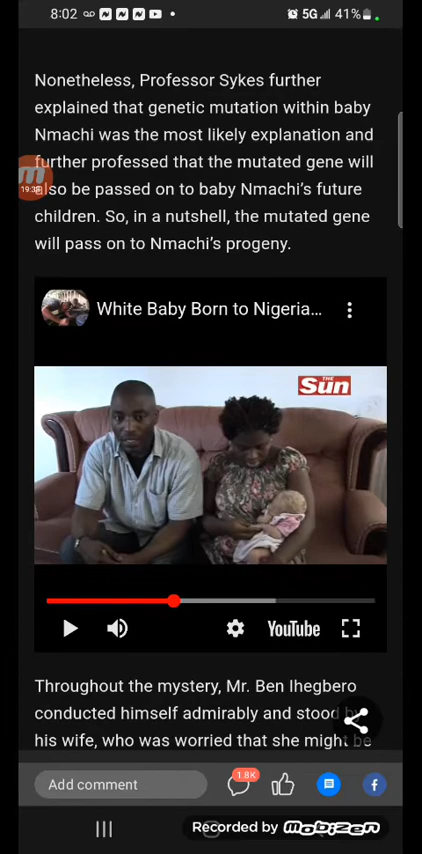 8:02
5G 41%
Nonetheless, Professor Sykes further
explained that genetic mutation within baby
Nmachi was the most likely explanation and
further professed that the mutated gene will
also be passed on to baby Nmachi’s future
children. So, in a nutshell, the mutated gene
will pass on to Nmachi’s progeny.
19:38
White Baby Born to Nigeria...
THE
Sun
YouTube
Throughout the mystery, Mr. Ben Ihegbero
conducted himself admirably and stood by
his wife, who was worried that she might be
Add comment
1.8K
Recorded by mobizen